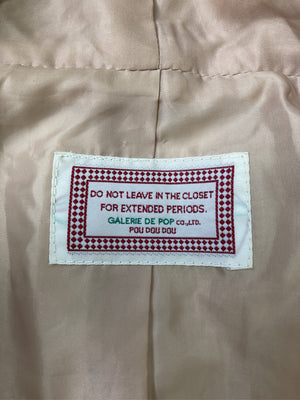 DO NOT LEAVE IN THE CLOSET
FOR EXTENDED PERIODS.
GALERIE DE POP CO.,LTD.
POU DOU DOU